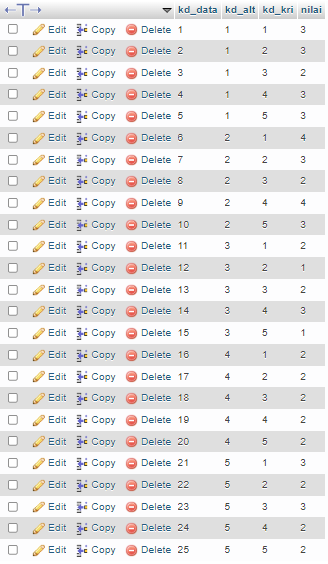 kd_data kd_alt kd_kri nilai
Edit Copy Delete 1 1 1 3
Edit Copy Delete 2 1 2 3
Edit Copy Delete 3 1 3 2
Edit Copy Delete 4 1 4 3
Edit Copy Delete 5 1 5 3
Edit Copy Delete 6 2 1 4
Edit Copy Delete 7 2 2 3
Edit Copy Delete 8 2 3 2
Edit Copy Delete 9 2 4 4
Edit Copy Delete 10 2 5 3
Edit Copy Delete 11 3 1 2
Edit Copy Delete 12 3 2 1
Edit Copy Delete 13 3 3 2
Edit Copy Delete 14 3 4 3
Edit Copy Delete 15 3 5 1
Edit Copy Delete 16 4 1 2
Edit Copy Delete 17 4 2 2
Edit Copy Delete 18 4 3 2
Edit Copy Delete 19 4 4 2
Edit Copy Delete 20 4 5 2
Edit Copy Delete 21 5 1 3
Edit Copy Delete 22 5 2 2
Edit Copy Delete 23 5 3 3
Edit Copy Delete 24 5 4 2
Edit Copy Delete 25 5 5 2